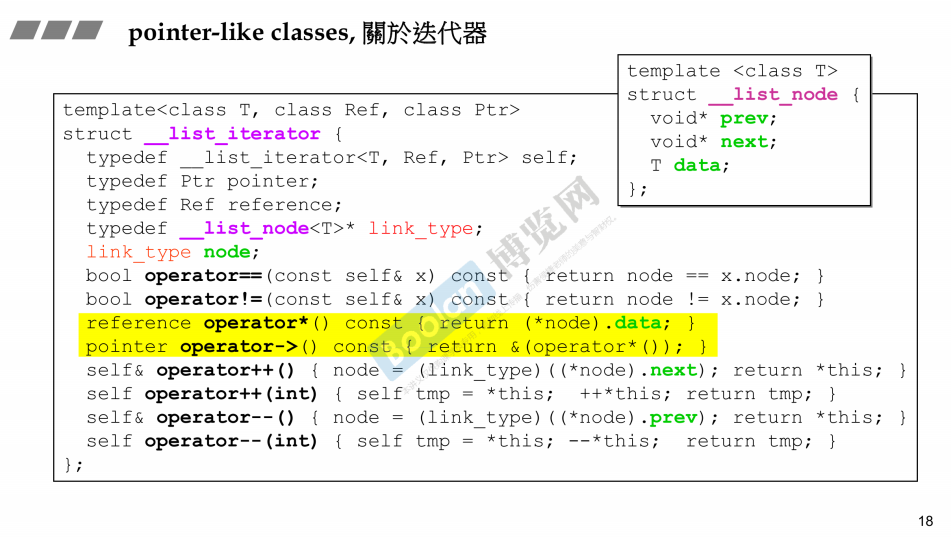 pointer-like classes, 關於迭代器
template <class T>
struct __list_node {
void* prev;
void* next;
T data;
};
template<class T, class Ref, class Ptr>
struct __list_iterator {
typedef __list_iterator<T, Ref, Ptr> self;
typedef Ptr pointer;
typedef Ref reference;
typedef __list_node<T>* link_type;
link_type node;
bool operator==(const self& x) const { return node == x.node; }
bool operator!=(const self& x) const { return node != x.node; }
reference operator*() const { return (*node).data; }
pointer operator->() const { return &(operator*()); }
self& operator++() { node = (link_type)((*node).next); return *this; }
self operator++(int) { self tmp = *this; ++*this; return tmp; }
self& operator--() { node = (link_type)((*node).prev); return *this; }
self operator--(int) { self tmp = *this; --*this; return tmp; }
};
Boolan 博览网
18